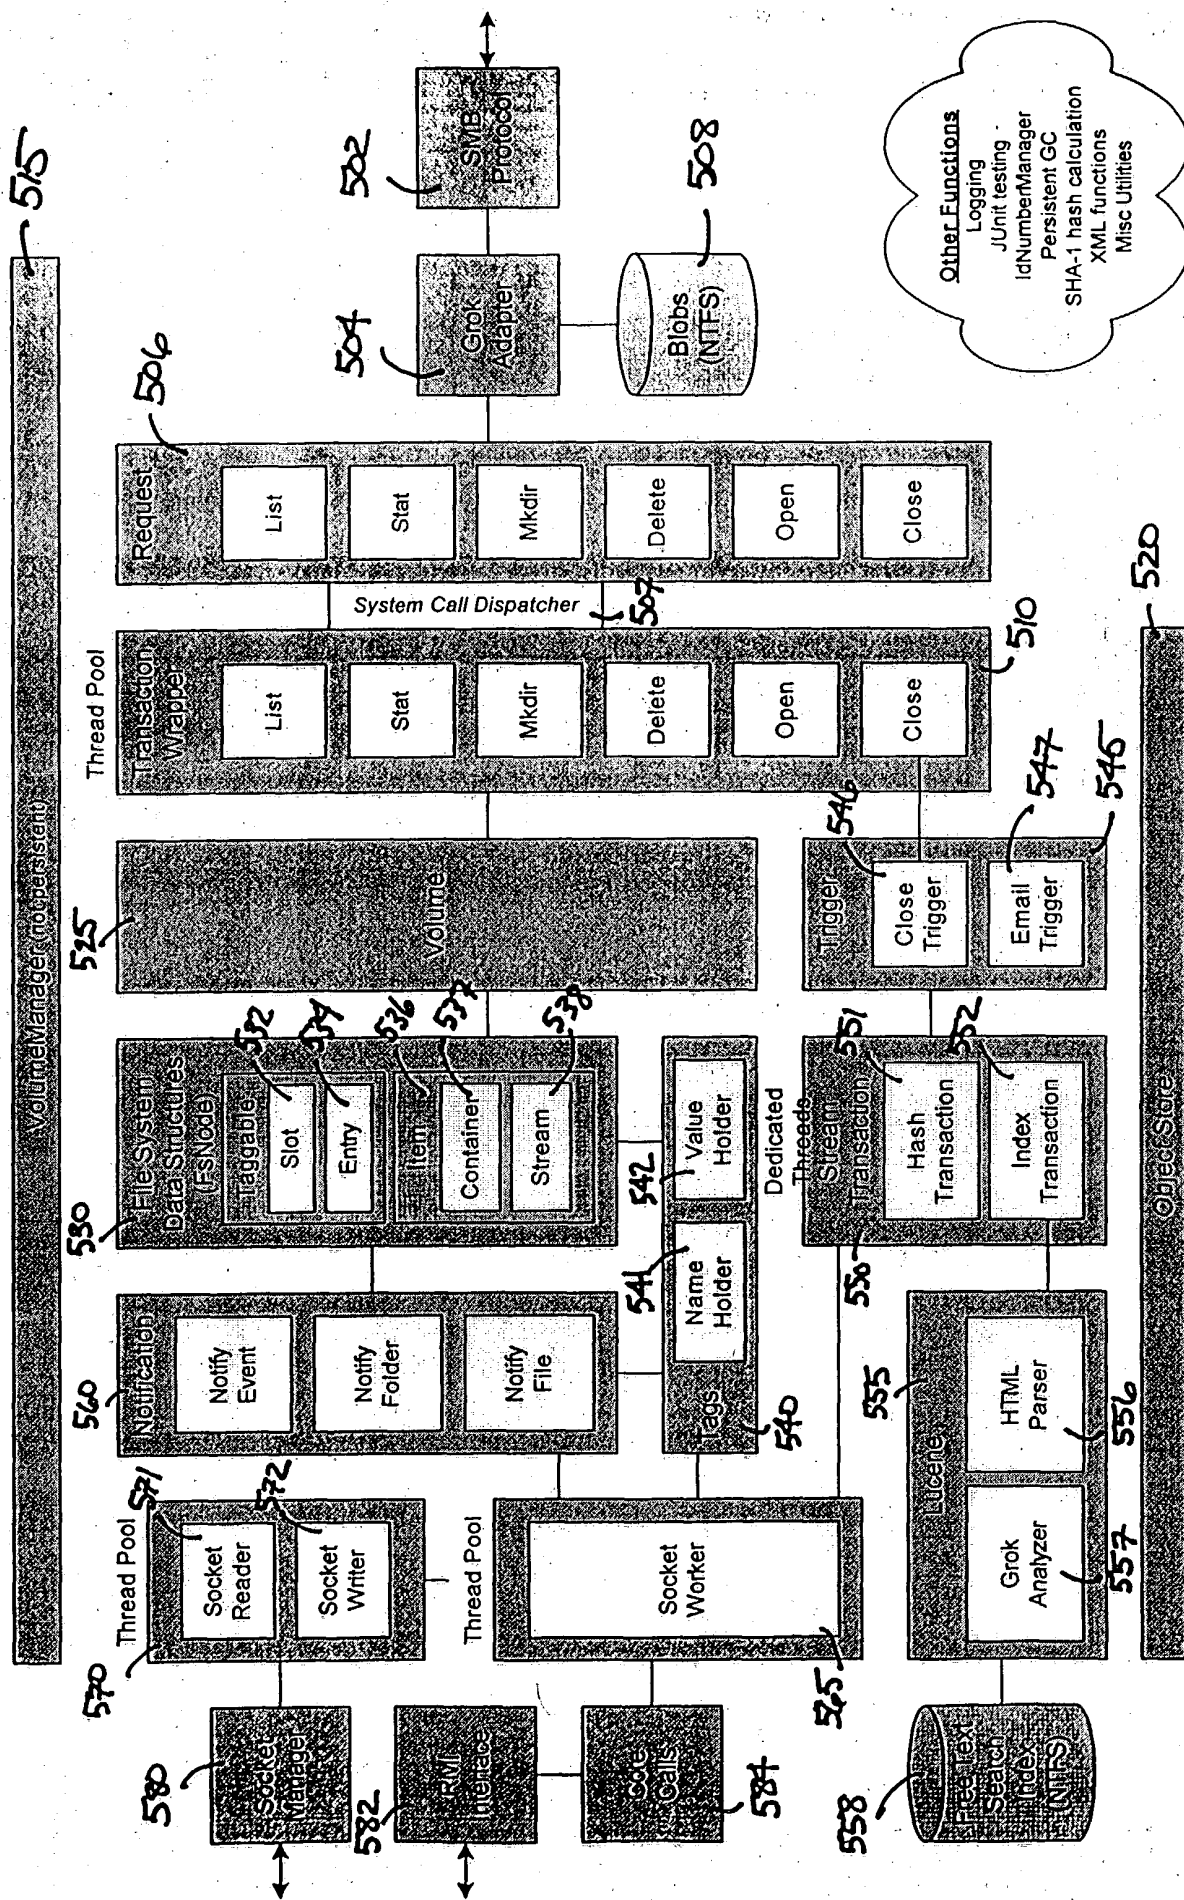 515
VolumeManager (not persistent)
580
Socket
Manager
582
RMI
Interface
Calls
584
558
Free Text
Search
Index
(NTFS)
570
Thread Pool
571
Socket
Reader
572
Socket
Writer
Thread Pool
Socket
Worker
565
555
Lucene
Grok
Analyzer
557
HTML
Parser
556
560
Notification
Notify
Event
Notify
Folder
Notify
File
Tags
540
541
Name
Holder
542
Value
Holder
530
File System
Data Structures
(FsNode)
Taggable
532
Slot
534
Entry
Item
536
Container
537
Stream
538
Dedicated
Threads
Stream
Transaction
550
551
Hash
Transaction
552
Index
Transaction
525
Volume
Trigger
546
Close
Trigger
547
Email
Trigger
545
Thread Pool
Transaction
Wrapper
List
Stat
Mkdir
Delete
Open
Close
510
System Call Dispatcher
507
Request
506
List
Stat
Mkdir
Delete
Open
Close
504
Grok
Adapter
502
SMB
Protocol
Blobs
(NTFS)
508
Other Functions
Logging
JUnit testing -
IdNumberManager
Persistent GC
SHA-1 hash calculation
XML functions
Misc Utilities
Object Store
520